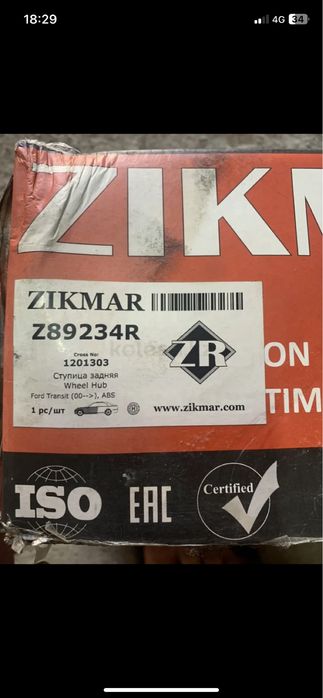 18:29
4G 34
ZIKM
ZIKMAR
Z89234R
Cross No:
1201303
Ступица задняя
Wheel Hub
Ford Transit (00-->), ABS
1 pc/шт
ZR
www.zikmar.com
ON
TIM
ISO
EAC
Certified